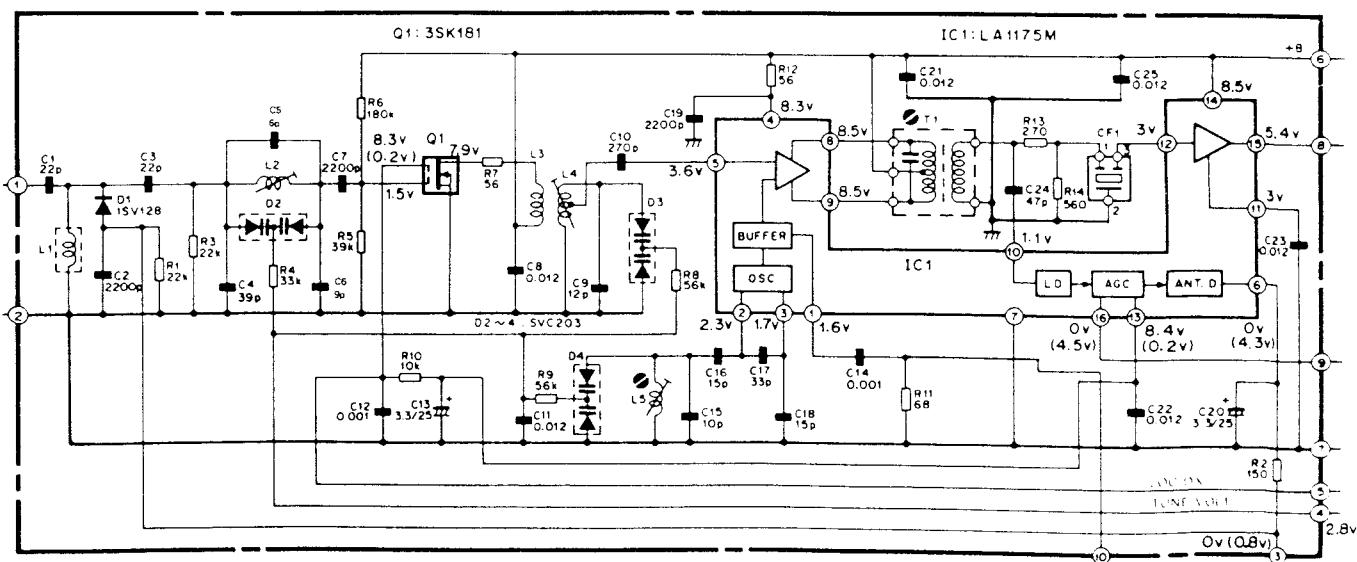 Q1:3SK181
IC1:LA1175M
+B
6
R12
56
C21
0.012
C25
0.012
14
8.5v
C5
6p
R6
180k
C19
2200p
8.3v
4
8.3v
(0.2v)
Q1
7.9v
L3
C10
270p
8
8.5v
T1
R13
270
CF1
1
3
3v
12
15
5.4v
8
C1
22p
C3
22p
L2
C7
2200p
1.5v
R7
56
L4
5
3.6v
1
D1
1SV128
D2
D3
9
8.5v
C24
47p
R14
560
2
3v
11
L1
R3
22k
R5
39k
BUFFER
1.1v
10
C23
0.012
R1
22k
R4
33k
C8
0.012
R8
56k
IC1
C2
2200p
C4
39p
C6
9p
C9
12p
OSC
LD
AGC
ANT.D
6
2
D2~4:SVC203
2.3v
2
1.7v
3
1
1.6v
7
16
13
0v
(4.5v)
8.4v
(0.2v)
0v
(4.3v)
9
R10
10k
D4
R9
56k
L5
C16
15p
C17
33p
C14
0.001
C12
0.001
C13
3.3/25
C11
0.012
C15
10p
C18
15p
R11
68
C22
0.012
C20
3.3/25
R2
150
5
TUNE VOLT
4
2.8v
0v(0.8v)
10
3